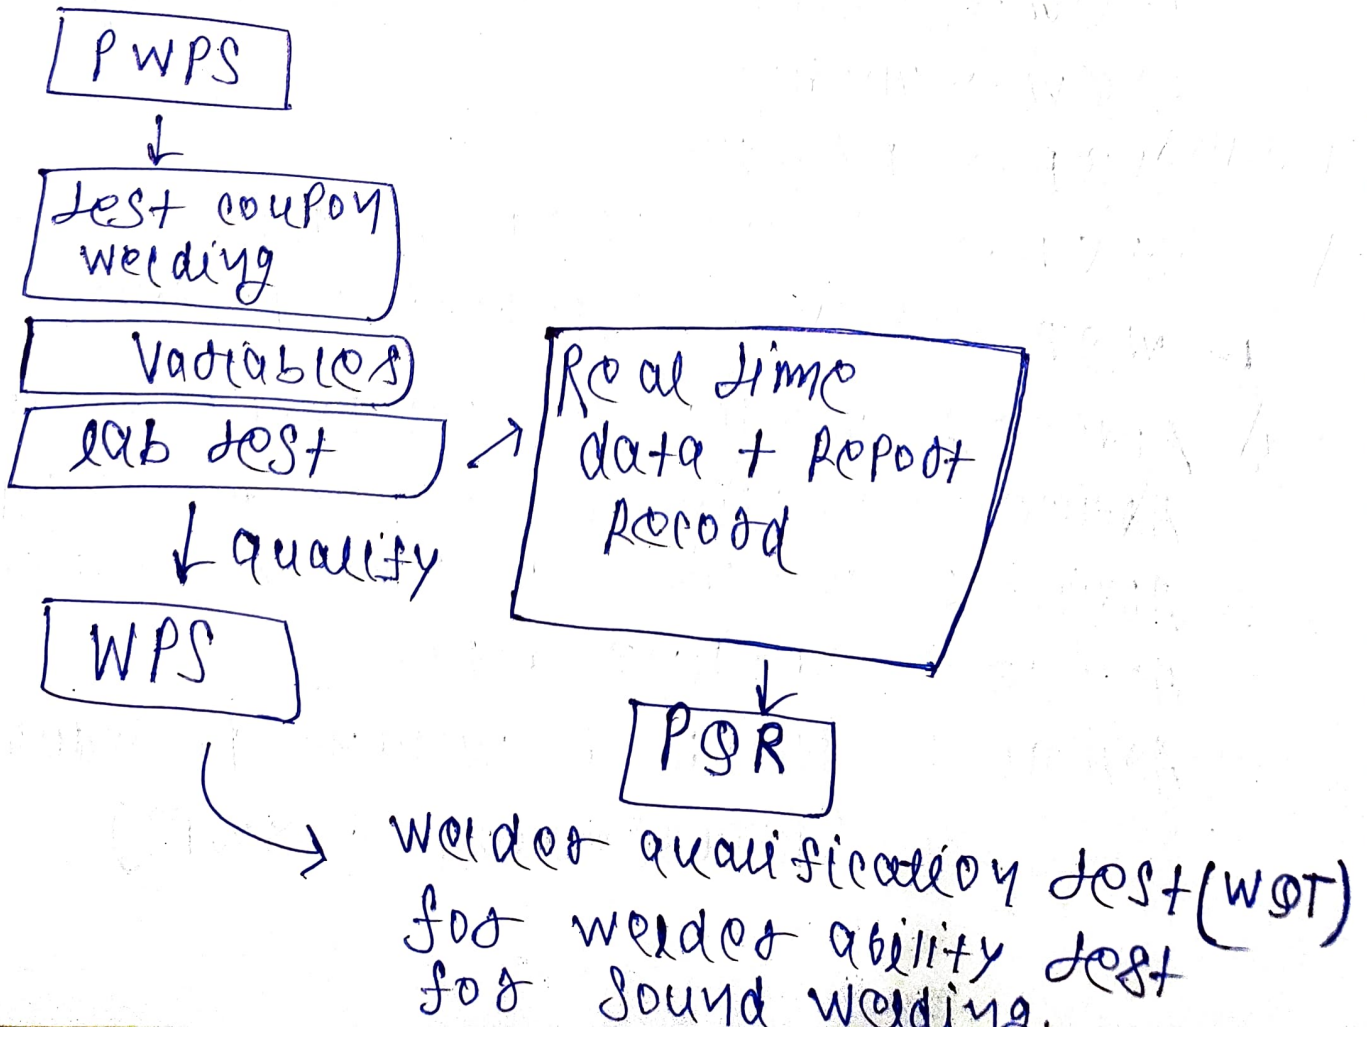 PWPS
test coupon
welding
Variables
lab test
Real time
data + Report
Record
qualify
WPS
PQR
Welder qualification test (WQT)
for welder ability test
for sound welding.